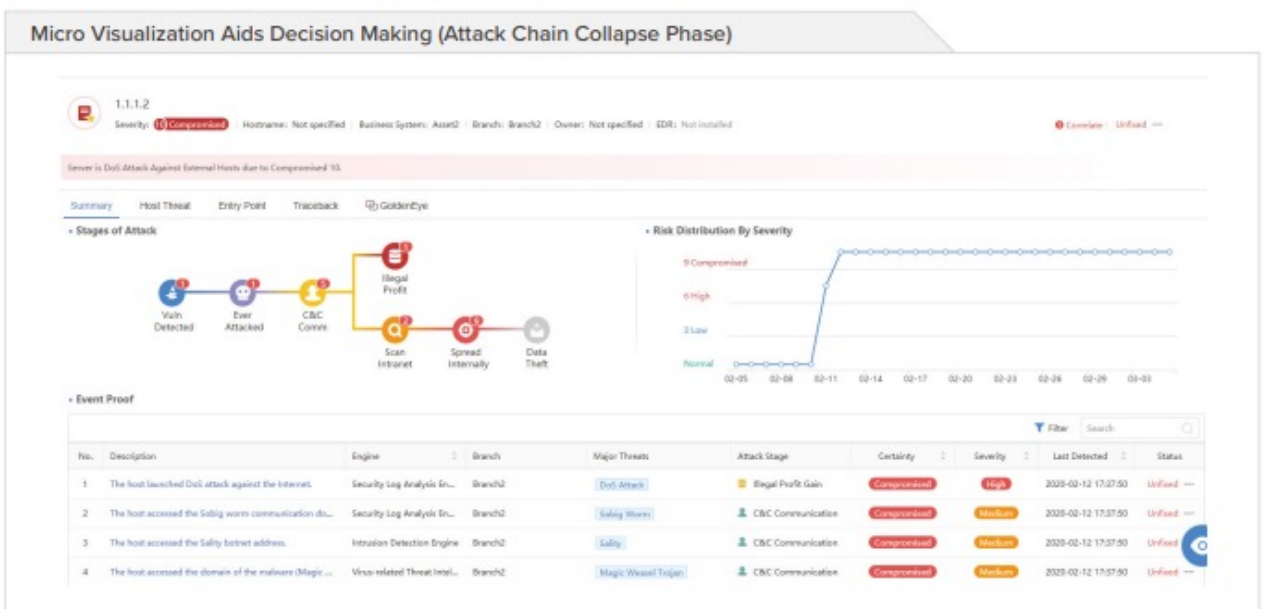 Micro Visualization Aids Decision Making (Attack Chain Collapse Phase)
1.1.1.2
Severity: 10 Compromised Hostname: Not specified Business System: Asset2 Branch: Branch2 Owner: Not specified EDR: Not installed Correlate Unfixed ...
Server is DoS Attack Against External Hosts due to Compromised 10.
Summary Host Threat Entry Point Traceback GoldenEye
Stages of Attack
1 1 5 1
Illegal
Profit
Vuln
Detected
Ever
Attacked
C&C
Comm
2
Scan
Intranet
Spread
Internally
Data
Theft
Risk Distribution By Severity
9 Compromised
6 High
3 Low
Normal
02-05 02-08 02-11 02-14 02-17 02-20 02-23 02-26 02-29 03-03
Event Proof
Filter Search
No. Description Engine Branch Major Threats Attack Stage Certainty Severity Last Detected Status
1 The host launched DoS attack against the Internet. Security Log Analysis En... Branch2 DoS Attack Illegal Profit Gain Compromised High 2020-02-12 17:37:50 Unfixed ...
2 The host accessed the Sobig worm communication do... Security Log Analysis En... Branch2 Sobig Worm C&C Communication Compromised Medium 2020-02-12 17:37:50 Unfixed ...
3 The host accessed the Sality botnet address. Intrusion Detection Engine Branch2 Sality C&C Communication Compromised Medium 2020-02-12 17:37:50 Unfixed
4 The host accessed the domain of the malware (Magic ... Virus-related Threat Intel... Branch2 Magic Weasel Trojan C&C Communication Compromised Medium 2020-02-12 17:37:50 Unfixed ...